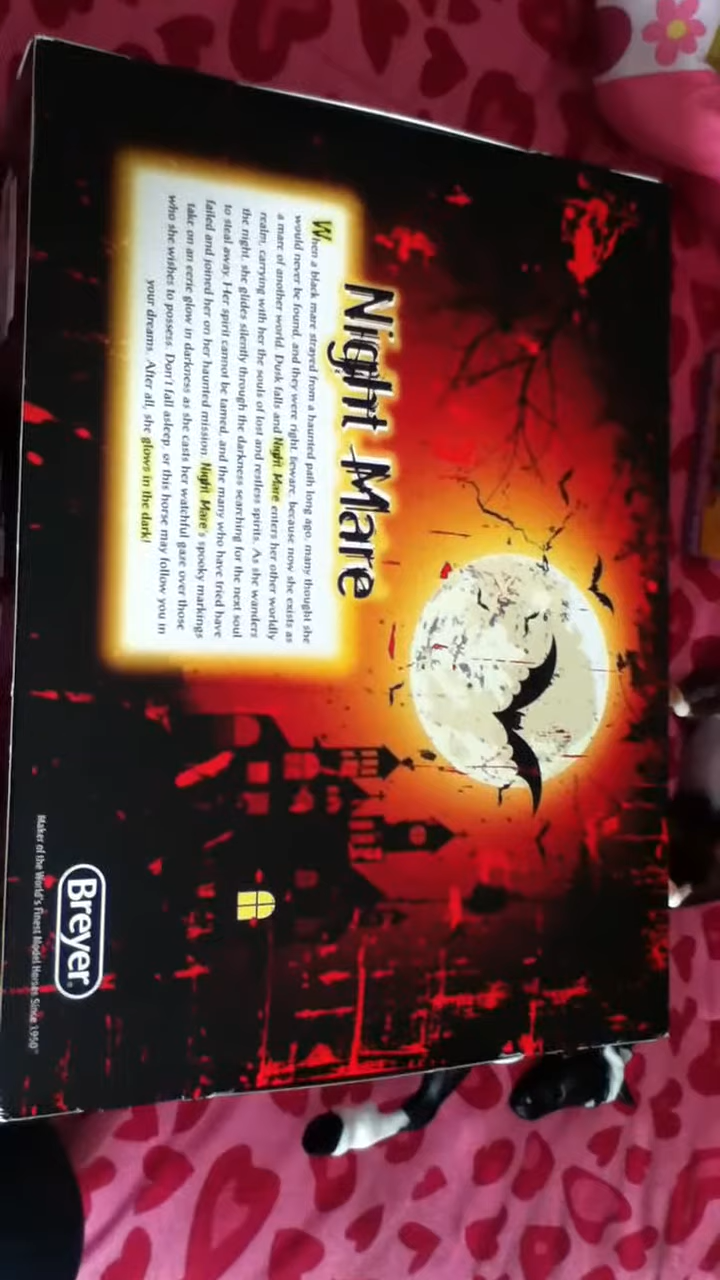 Night Mare
When a black mare strayed from a haunted path long ago, many thought she
would never be found, and they were right. Beware, because now she exists as
a mare of another world. Dusk falls and Night Mare enters her other worldly
realm, carrying with her the souls of lost and restless spirits. As she wanders
the night, she glides silently through the darkness searching for the next soul
to steal away. Her spirit cannot be tamed, and the many who have tried have
failed and joined her on her haunted mission. Night Mare's spooky markings
take on an eerie glow in darkness as she casts her watchful gaze over those
who she wishes to possess. Don't fall asleep, or this horse may follow you in
your dreams. After all, she glows in the dark!
Breyer®
Maker of the World's Finest Model Horses Since 1950™